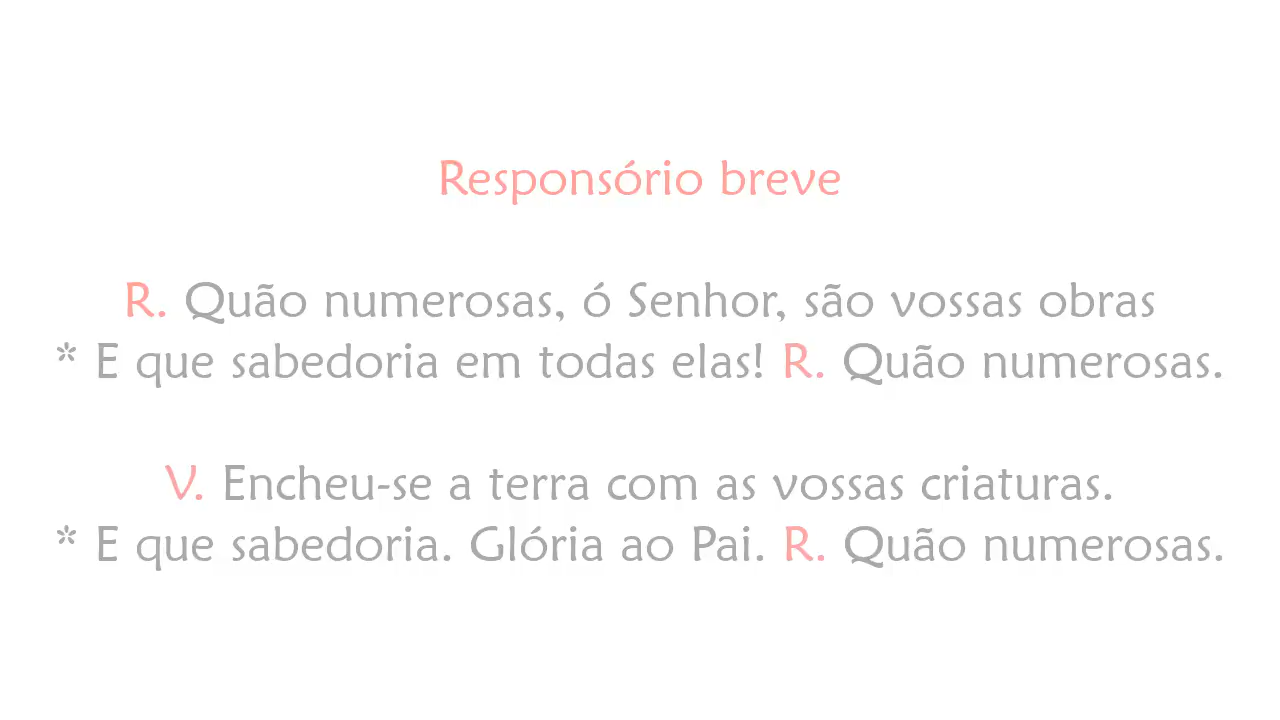 Responsório breve
R. Quão numerosas, ó Senhor, são vossas obras
* E que sabedoria em todas elas! R. Quão numerosas.
V. Encheu-se a terra com as vossas criaturas.
* E que sabedoria. Glória ao Pai. R. Quão numerosas.